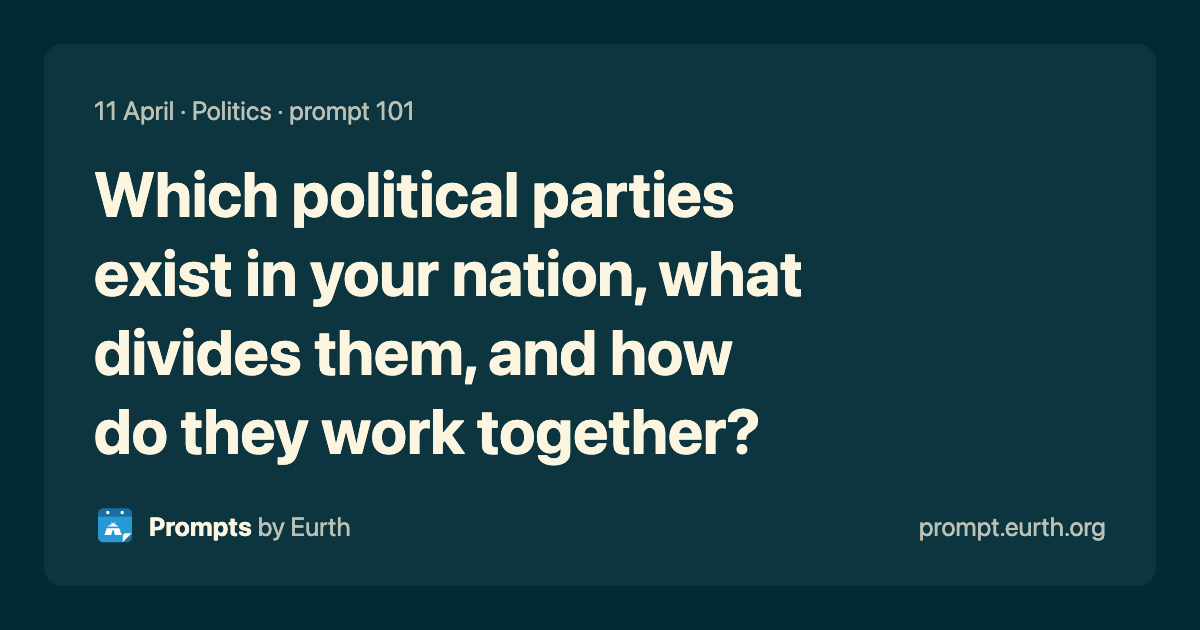 11 April · Politics · prompt 101
Which political parties
exist in your nation, what
divides them, and how
do they work together?
Prompts by Eurth
prompt.eurth.org